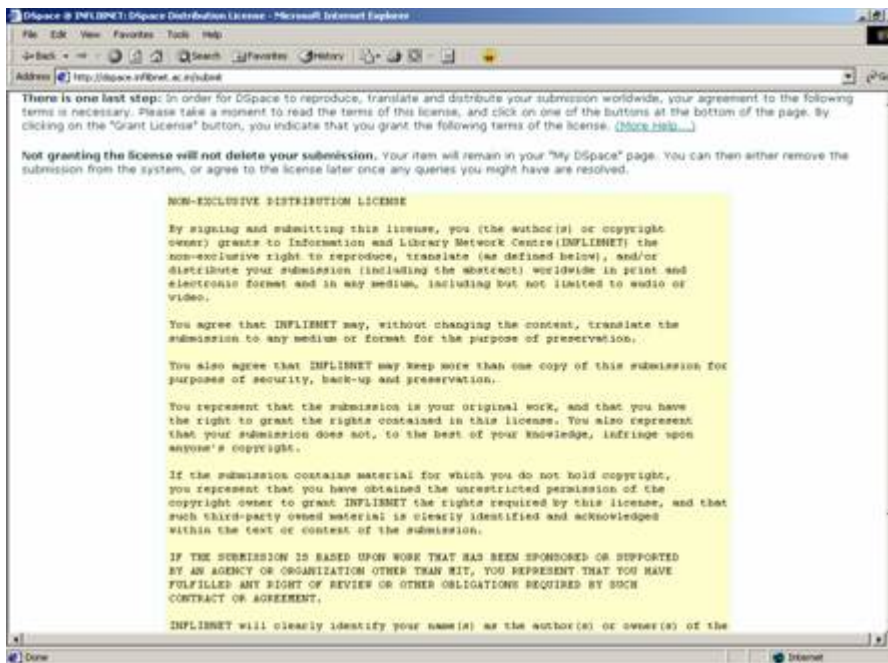 DSpace @ INFLIBNET: DSpace Distribution License - Microsoft Internet Explorer
File Edit View Favorites Tools Help
Back Search Favorites History
Address http://dspace.inflibnet.ac.in/submit
There is one last step: In order for DSpace to reproduce, translate and distribute your submission worldwide, your agreement to the following
terms is necessary. Please take a moment to read the terms of this license, and click on one of the buttons at the bottom of the page. By
clicking on the "Grant License" button, you indicate that you grant the following terms of the license. (More Help...)
Not granting the license will not delete your submission. Your item will remain in your "My DSpace" page. You can then either remove the
submission from the system, or agree to the license later once any queries you might have are resolved.
NON-EXCLUSIVE DISTRIBUTION LICENSE
By signing and submitting this license, you (the author(s) or copyright
owner) grants to Information and Library Network Centre(INFLIBNET) the
non-exclusive right to reproduce, translate (as defined below), and/or
distribute your submission (including the abstract) worldwide in print and
electronic format and in any medium, including but not limited to audio or
video.
You agree that INFLIBNET may, without changing the content, translate the
submission to any medium or format for the purpose of preservation.
You also agree that INFLIBNET may keep more than one copy of this submission for
purposes of security, back-up and preservation.
You represent that the submission is your original work, and that you have
the right to grant the rights contained in this license. You also represent
that your submission does not, to the best of your knowledge, infringe upon
anyone's copyright.
If the submission contains material for which you do not hold copyright,
you represent that you have obtained the unrestricted permission of the
copyright owner to grant INFLIBNET the rights required by this license, and that
such third-party owned material is clearly identified and acknowledged
within the text or content of the submission.
IF THE SUBMISSION IS BASED UPON WORK THAT HAS BEEN SPONSORED OR SUPPORTED
BY AN AGENCY OR ORGANIZATION OTHER THAN MIT, YOU REPRESENT THAT YOU HAVE
FULFILLED ANY RIGHT OF REVIEW OR OTHER OBLIGATIONS REQUIRED BY SUCH
CONTRACT OR AGREEMENT.
INFLIBNET will clearly identify your name(s) as the author(s) or owner(s) of the
Done Internet